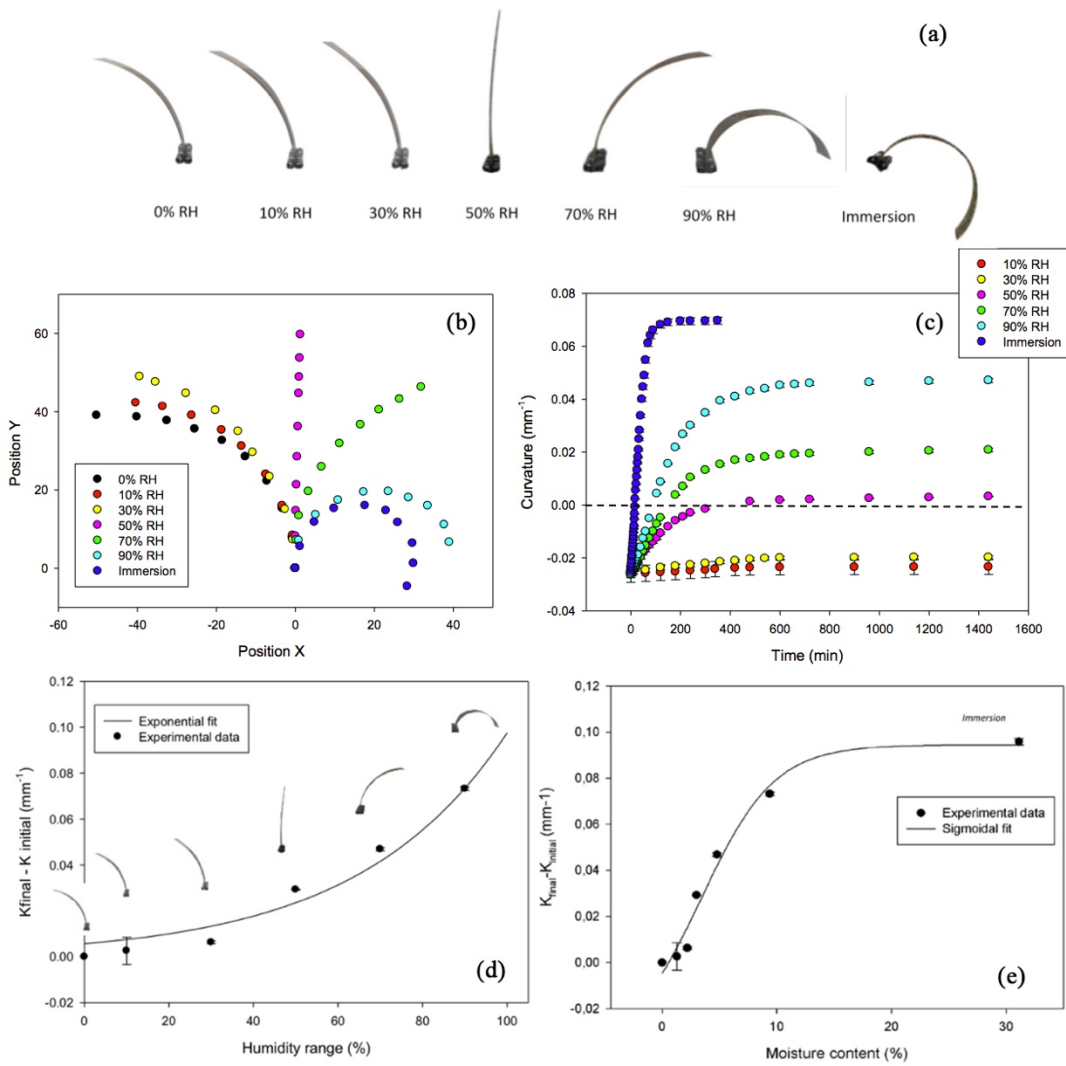 (a)
0% RH
10% RH
30% RH
50% RH
70% RH
90% RH
Immersion
(b)
Position Y
60
40
20
0
0% RH
10% RH
30% RH
50% RH
70% RH
90% RH
Immersion
-60
-40
-20
0
20
40
Position X
(c)
10% RH
30% RH
50% RH
70% RH
90% RH
Immersion
Curvature (mm⁻¹)
0.08
0.06
0.04
0.02
0.00
-0.02
-0.04
0
200
400
600
800
1000
1200
1400
1600
Time (min)
Kfinal - K initial (mm⁻¹)
0,12
0,10
0,08
0,06
0,04
0,02
0,00
-0,02
Exponential fit
Experimental data
(d)
0
20
40
60
80
100
Humidity range (%)
K_final-K_initial (mm-1)
0,12
0,10
0,08
0,06
0,04
0,02
0,00
-0,02
Immersion
Experimental data
Sigmoidal fit
(e)
0
10
20
30
Moisture content (%)